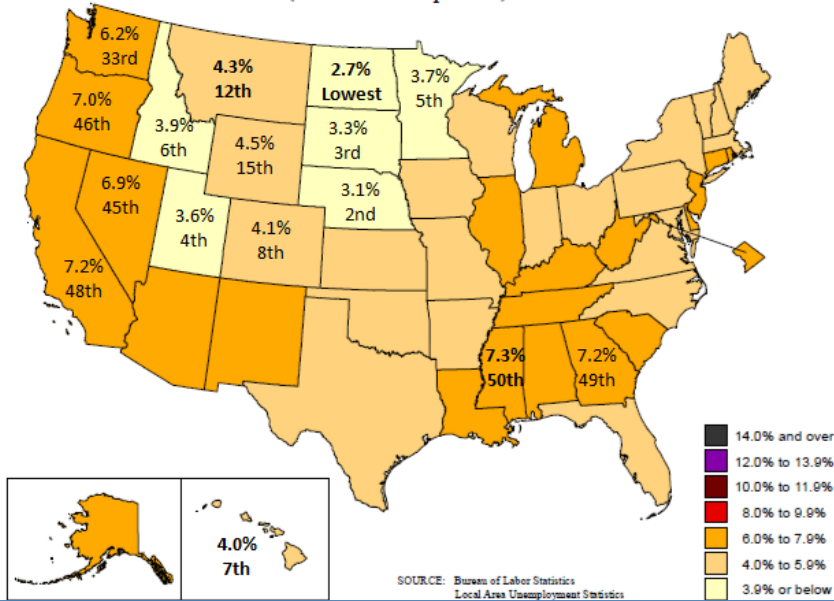 6.2%
33rd
7.0%
46th
4.3%
12th
2.7%
Lowest
3.7%
5th
3.9%
6th
4.5%
15th
3.3%
3rd
3.1%
2nd
6.9%
45th
3.6%
4th
4.1%
8th
7.2%
48th
7.3%
50th
7.2%
49th
4.0%
7th
14.0% and over
12.0% to 13.9%
10.0% to 11.9%
8.0% to 9.9%
6.0% to 7.9%
4.0% to 5.9%
3.9% or below
SOURCE: Bureau of Labor Statistics
Local Area Unemployment Statistics